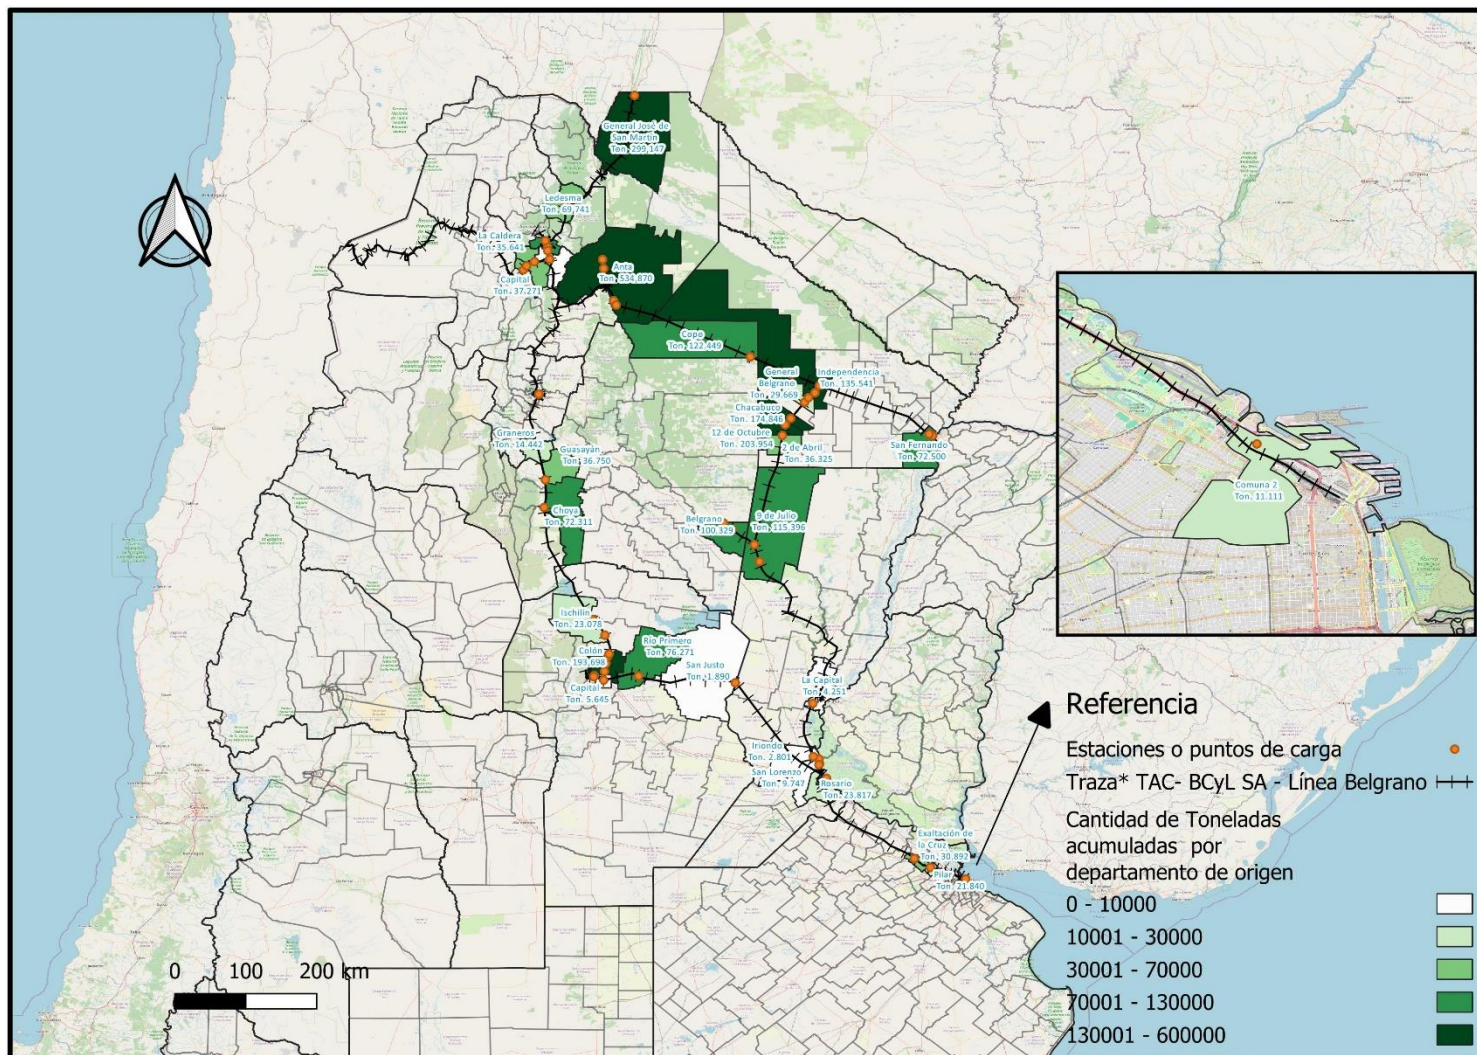 General José de
San Martín
Ton. 299.147
Ledesma
Ton. 69.741
La Caldera
Ton. 35.641
Capital
Ton. 37.271
Anta
Ton. 534.870
Copo
Ton. 122.449
General
Belgrano
Ton. 29.669
Independencia
Ton. 135.541
Chacabuco
Ton. 174.846
12 de Octubre
Ton. 203.954
2 de Abril
Ton. 36.325
San Fernando
Ton. 72.500
Graneros
Ton. 14.442
Guasayán
Ton. 36.750
Choya
Ton. 72.311
Belgrano
Ton. 100.329
9 de Julio
Ton. 115.396
Ischilín
Ton. 23.078
Colón
Ton. 193.698
Río Primero
Ton. 76.271
San Justo
Ton. 1.890
Capital
Ton. 5.645
La Capital
Ton. 4.251
Iriondo
Ton. 2.801
San Lorenzo
Ton. 9.747
Rosario
Ton. 23.817
Exaltación de
la Cruz
Ton. 30.892
Pilar
Ton. 21.840
Comuna 2
Ton. 11.111
Referencia
Estaciones o puntos de carga
Traza* TAC- BCyL SA - Línea Belgrano
Cantidad de Toneladas
acumuladas por
departamento de origen
0 - 10000
10001 - 30000
30001 - 70000
70001 - 130000
130001 - 600000
0 100 200 km